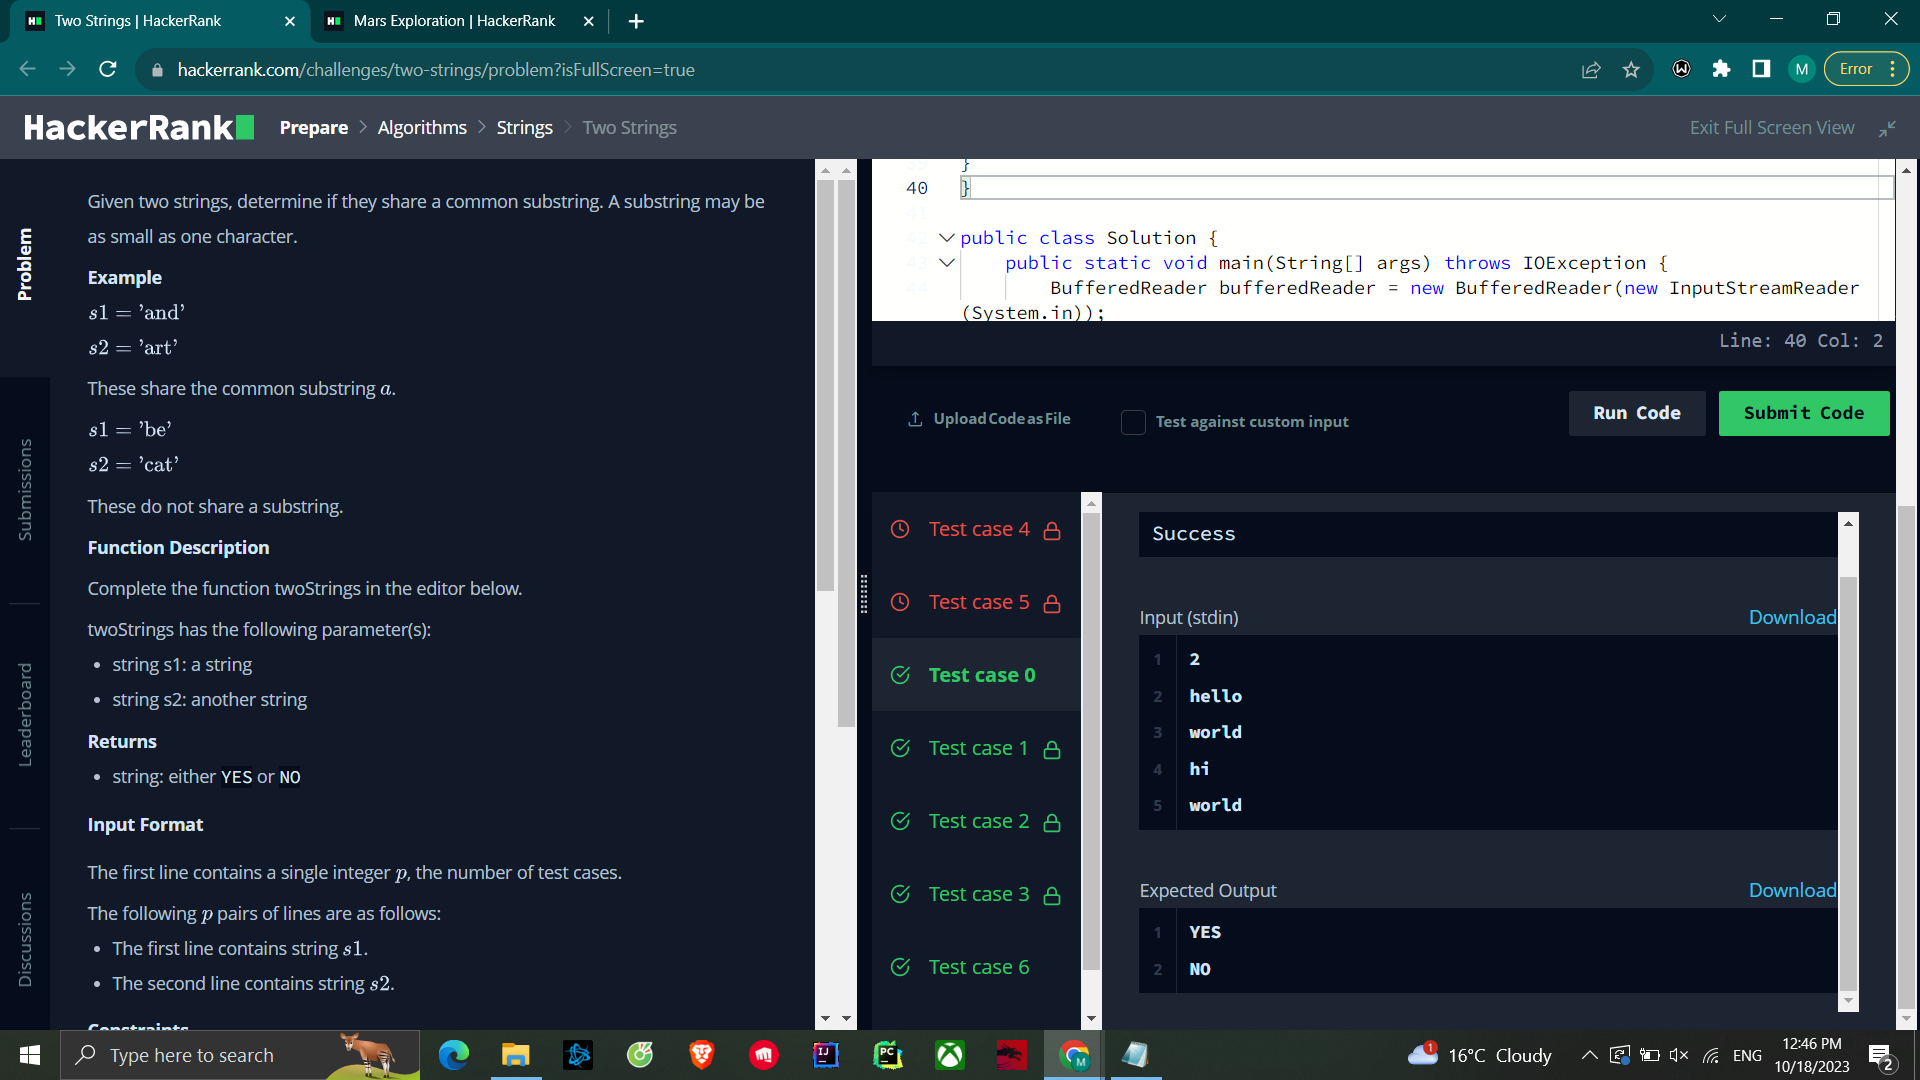 Two Strings | HackerRank
Mars Exploration | HackerRank
hackerrank.com/challenges/two-strings/problem?isFullScreen=true
M
Error
HackerRank
Prepare > Algorithms > Strings > Two Strings
Exit Full Screen View
Problem
Submissions
Leaderboard
Discussions
Given two strings, determine if they share a common substring. A substring may be
as small as one character.
Example
s1 = 'and'
s2 = 'art'
These share the common substring a.
s1 = 'be'
s2 = 'cat'
These do not share a substring.
Function Description
Complete the function twoStrings in the editor below.
twoStrings has the following parameter(s):
• string s1: a string
• string s2: another string
Returns
• string: either YES or NO
Input Format
The first line contains a single integer p, the number of test cases.
The following p pairs of lines are as follows:
• The first line contains string s1.
• The second line contains string s2.
Constraints
}
40 }
41
42 public class Solution {
43 public static void main(String[] args) throws IOException {
44 BufferedReader bufferedReader = new BufferedReader(new InputStreamReader
(System.in));
Line: 40 Col: 2
Upload Code as File
Test against custom input
Run Code
Submit Code
Test case 4
Test case 5
Test case 0
Test case 1
Test case 2
Test case 3
Test case 6
Success
Input (stdin)
Download
1 2
2 hello
3 world
4 hi
5 world
Expected Output
Download
1 YES
2 NO
Type here to search
16°C Cloudy
ENG
12:46 PM
10/18/2023
2